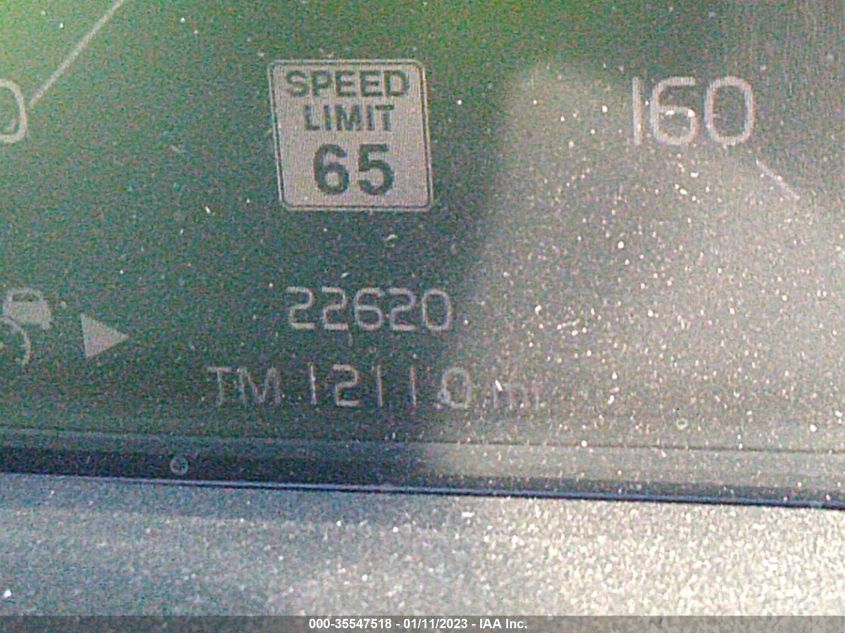 SPEED
LIMIT
65
160
22620
TM 1211.0 mi
000-35547518 - 01/11/2023 - IAA Inc.